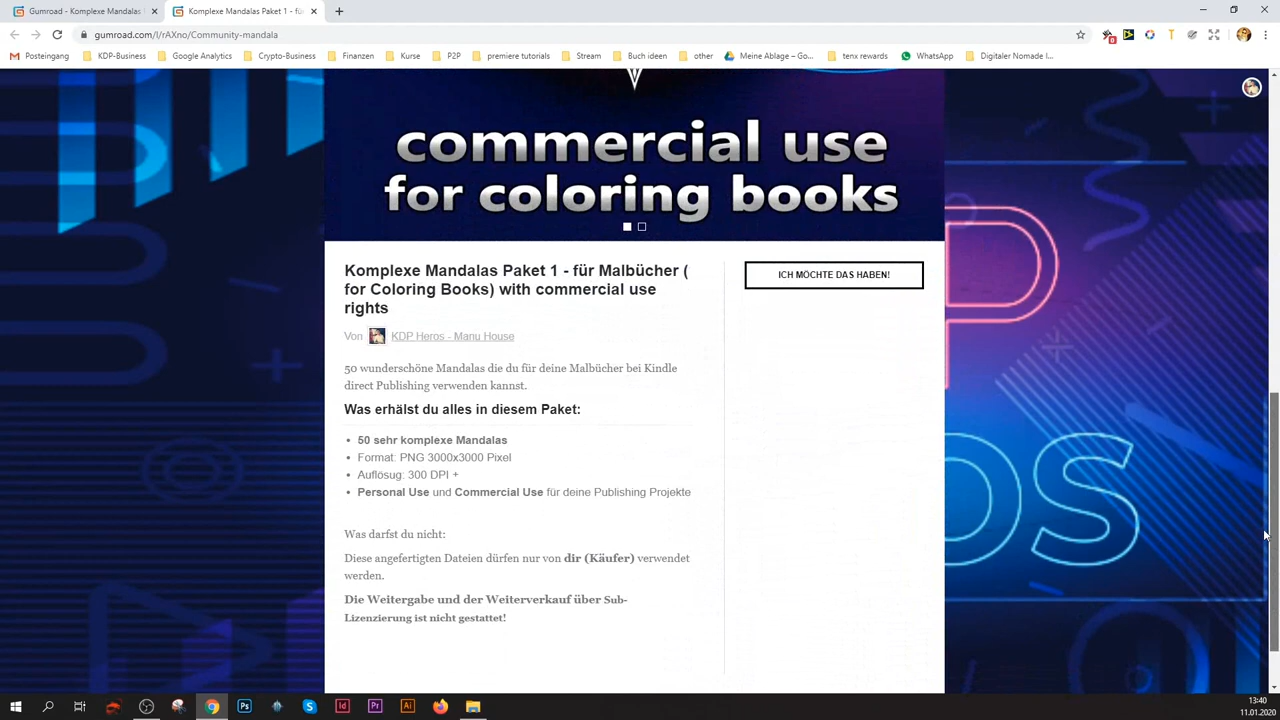 Gumroad - Komplexe Mandalas
Komplexe Mandalas Paket 1 - fü
gumroad.com/l/rAXno/Community-mandala
Posteingang KDP-Business Google Analytics Crypto-Business Finanzen Kurse P2P premiere tutorials Stream Buch ideen other Meine Ablage – Go... tenx rewards WhatsApp Digitaler Nomade I...
commercial use
for coloring books
Komplexe Mandalas Paket 1 - für Malbücher (
for Coloring Books) with commercial use
rights
ICH MÖCHTE DAS HABEN!
Von KDP Heros - Manu House
50 wunderschöne Mandalas die du für deine Malbücher bei Kindle
direct Publishing verwenden kannst.
Was erhälst du alles in diesem Paket:
• 50 sehr komplexe Mandalas
• Format: PNG 3000x3000 Pixel
• Auflösug: 300 DPI +
• Personal Use und Commercial Use für deine Publishing Projekte
Was darfst du nicht:
Diese angefertigten Dateien dürfen nur von dir (Käufer) verwendet
werden.
Die Weitergabe und der Weiterverkauf über Sub-
Lizenzierung ist nicht gestattet!
P
os
Ps Id Pr Ai
13:40
11.01.2020